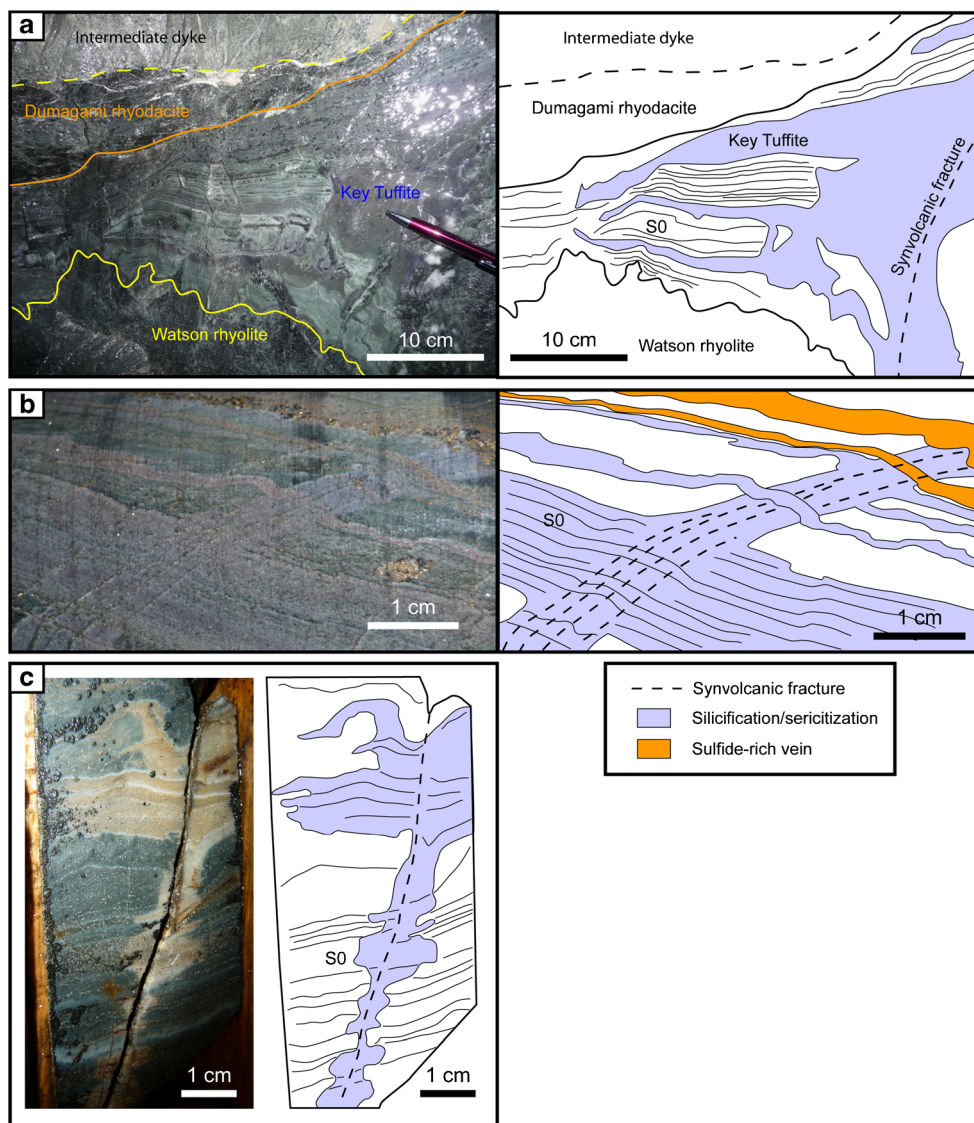 a
Intermediate dyke
Dumagami rhyodacite
Key Tuffite
Watson rhyolite
10 cm
Intermediate dyke
Dumagami rhyodacite
Key Tuffite
S0
Synvolcanic fracture
10 cm
Watson rhyolite
b
1 cm
S0
1 cm
c
1 cm
S0
1 cm
Synvolcanic fracture
Silicification/sericitization
Sulfide-rich vein